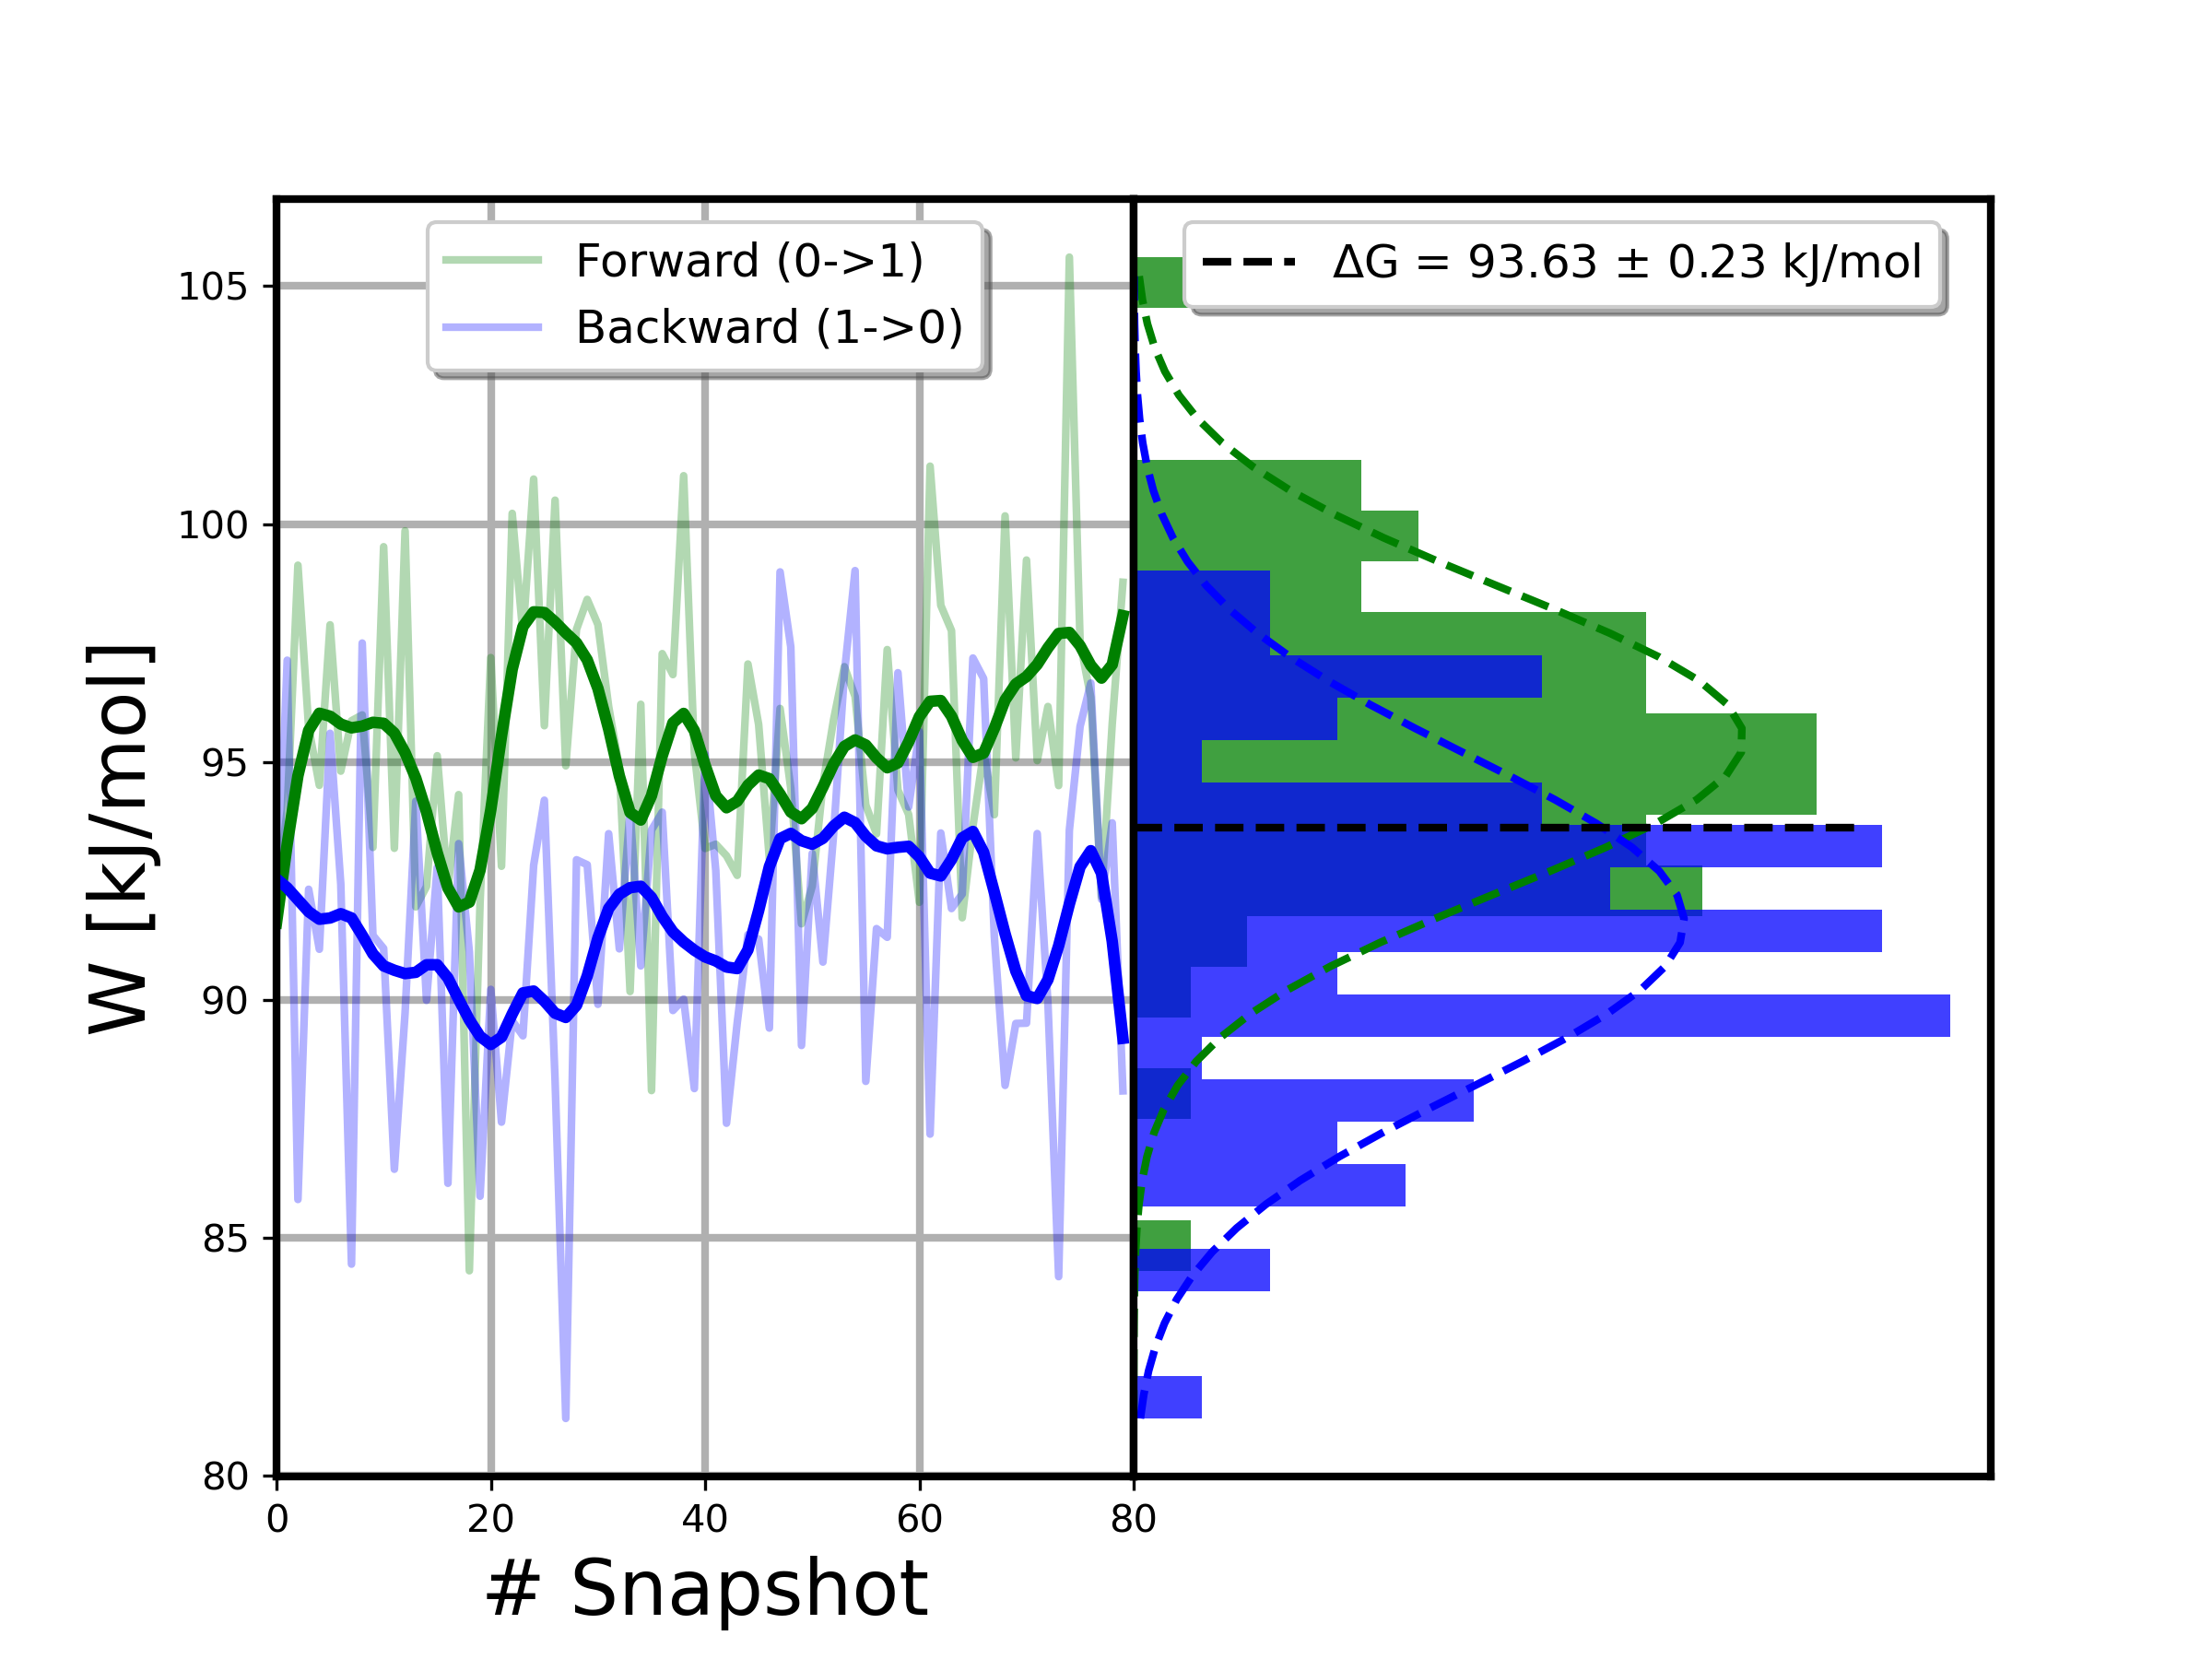 Forward (0->1)
Backward (1->0)
ΔG = 93.63 ± 0.23 kJ/mol
W [kJ/mol]
105
100
95
90
85
80
0 20 40 60 80
# Snapshot